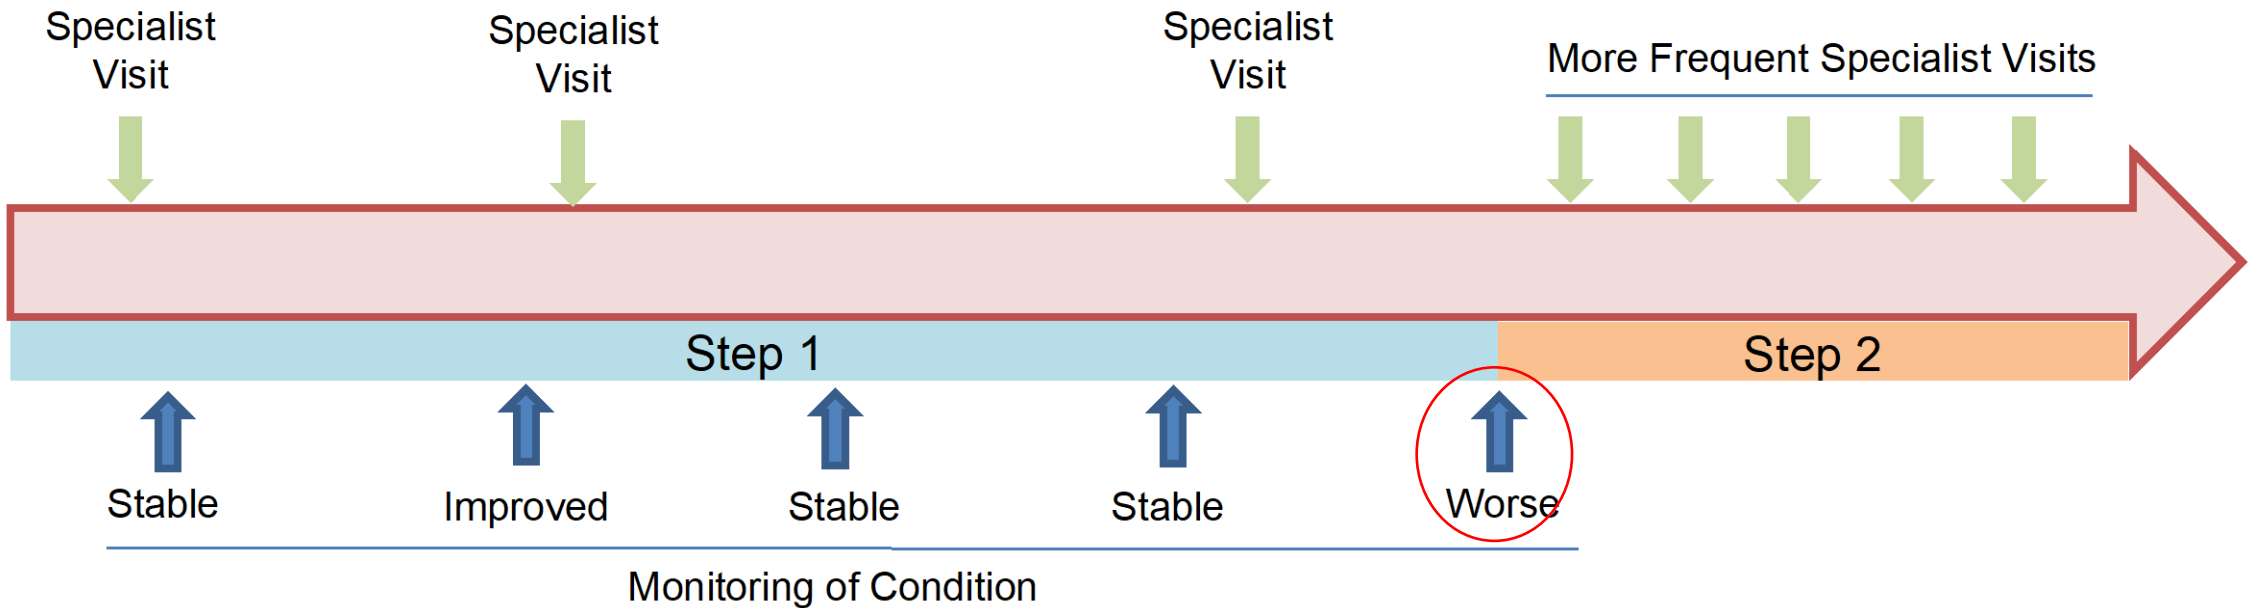 Specialist
Visit
Specialist
Visit
Specialist
Visit
More Frequent Specialist Visits
Step 1
Step 2
Stable
Improved
Stable
Stable
Worse
Monitoring of Condition